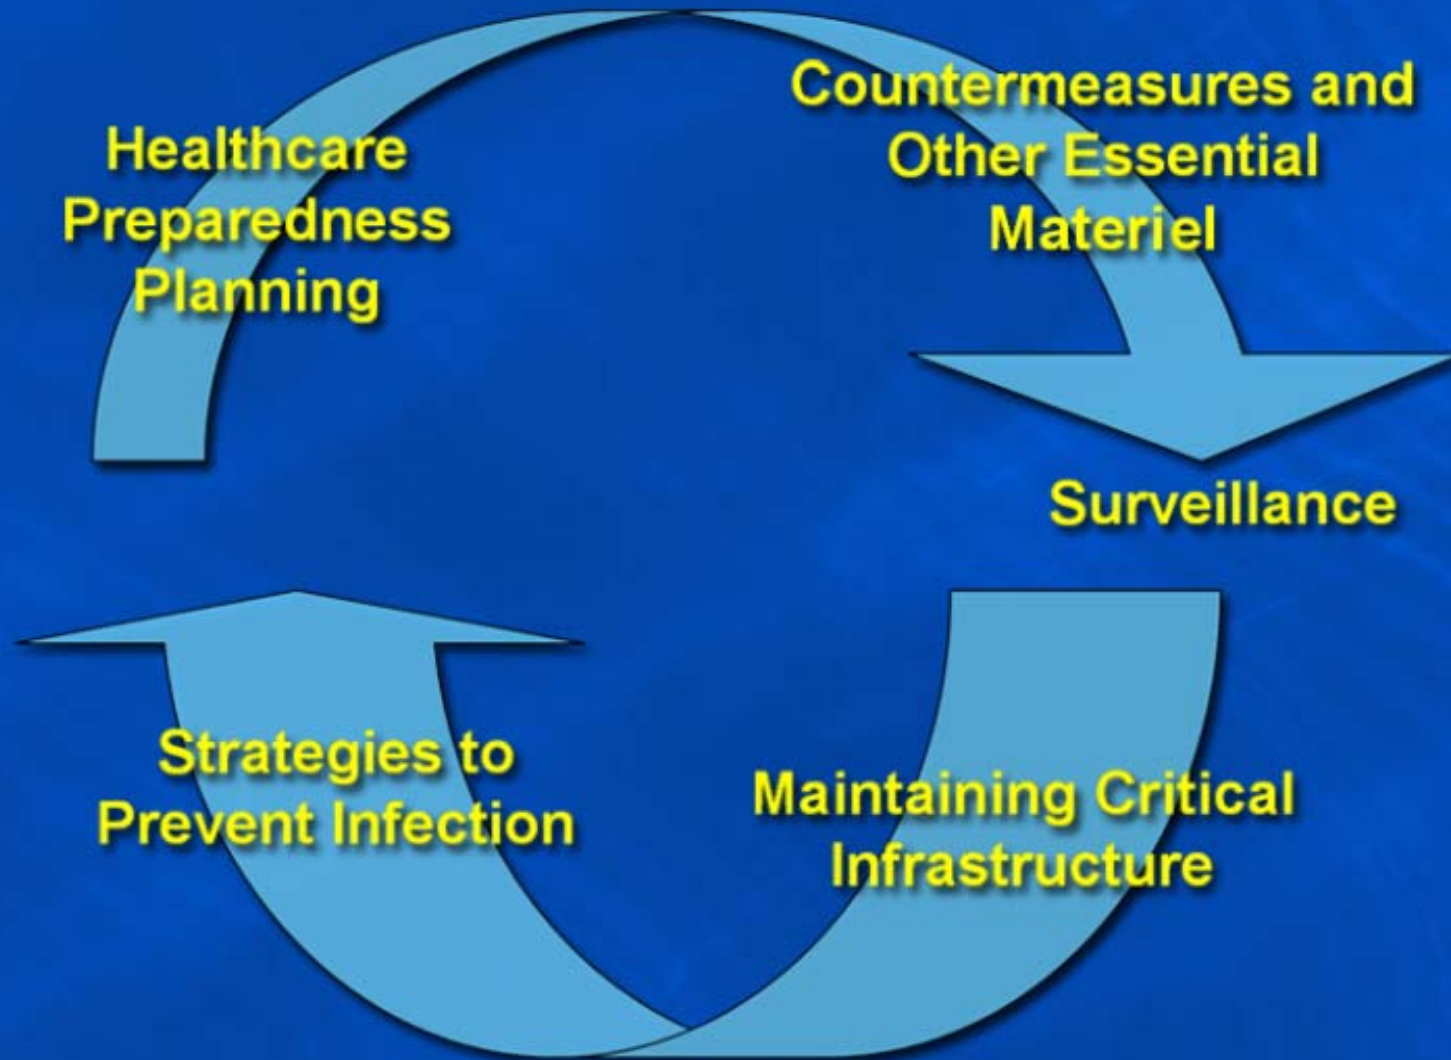 Healthcare
Preparedness
Planning
Countermeasures and
Other Essential
Materiel
Surveillance
Maintaining Critical
Infrastructure
Strategies to
Prevent Infection